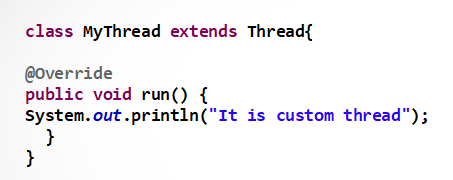 class MyThread extends Thread{
@Override
public void run() {
System.out.println("It is custom thread");
}
}